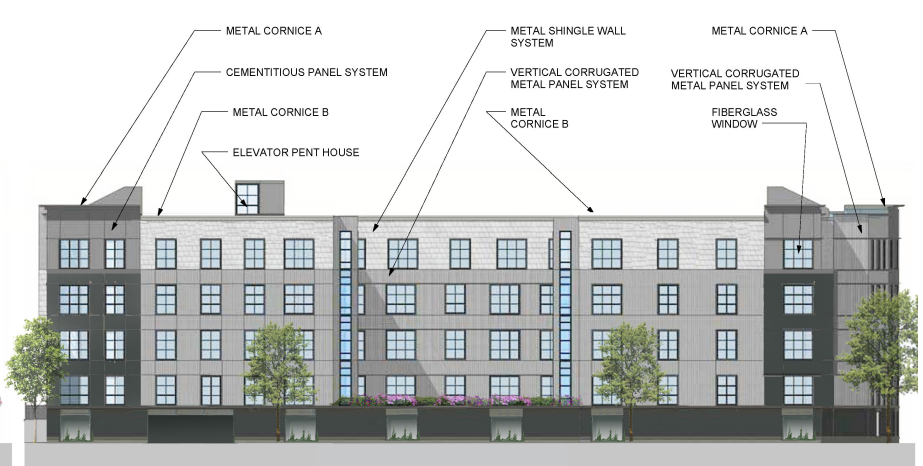 METAL CORNICE A
METAL SHINGLE WALL
SYSTEM
METAL CORNICE A
CEMENTITIOUS PANEL SYSTEM
VERTICAL CORRUGATED
METAL PANEL SYSTEM
VERTICAL CORRUGATED
METAL PANEL SYSTEM
METAL CORNICE B
METAL
CORNICE B
FIBERGLASS
WINDOW
ELEVATOR PENT HOUSE